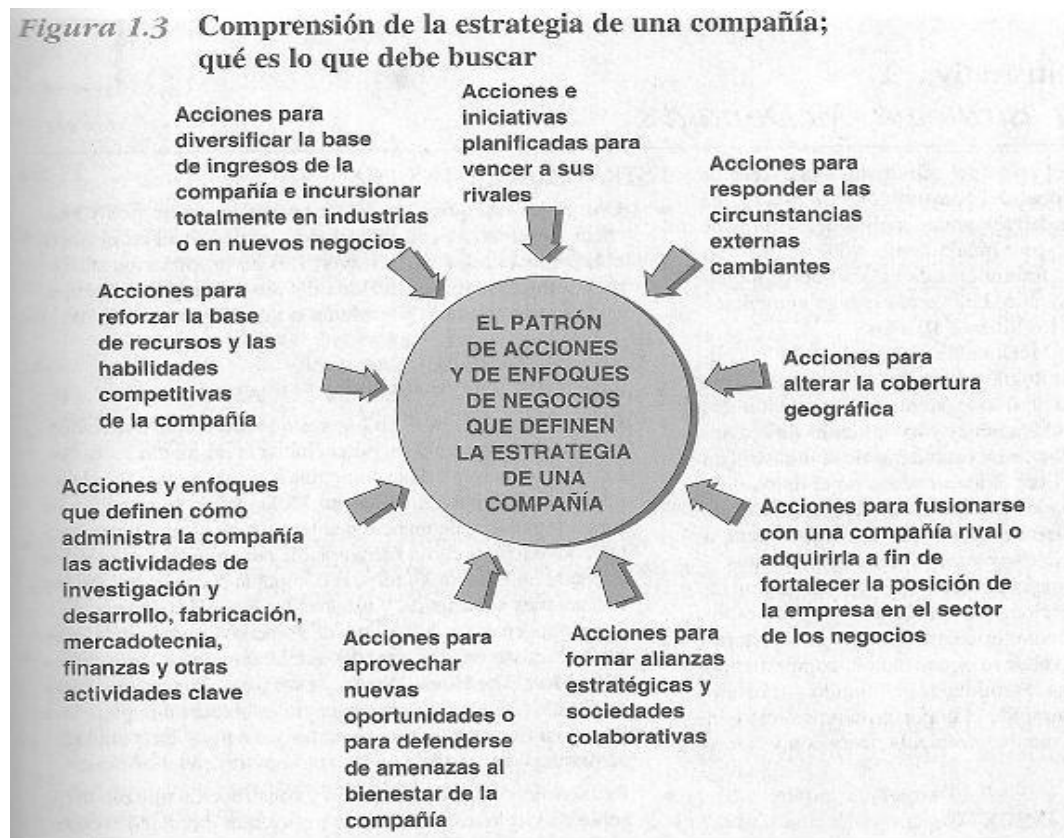 Figura 1.3 Comprensión de la estrategia de una compañía;
qué es lo que debe buscar
Acciones e
iniciativas
planificadas para
vencer a sus
rivales
Acciones para
responder a las
circunstancias
externas
cambiantes
Acciones para
alterar la cobertura
geográfica
Acciones para fusionarse
con una compañía rival o
adquirirla a fin de
fortalecer la posición de
la empresa en el sector
de los negocios
Acciones para
formar alianzas
estratégicas y
sociedades
colaborativas
Acciones para
aprovechar
nuevas
oportunidades o
para defenderse
de amenazas al
bienestar de la
compañía
Acciones y enfoques
que definen cómo
administra la compañía
las actividades de
investigación y
desarrollo, fabricación,
mercadotenia,
finanzas y otras
actividades clave
Acciones para
reforzar la base
de recursos y las
habilidades
competitivas
de la compañía
Acciones para
diversificar la base
de ingresos de la
compañía e incursionar
totalmente en industrias
o en nuevos negocios
EL PATRÓN
DE ACCIONES
Y DE ENFOQUES
DE NEGOCIOS
QUE DEFINEN
LA ESTRATEGIA
DE UNA
COMPAÑÍA